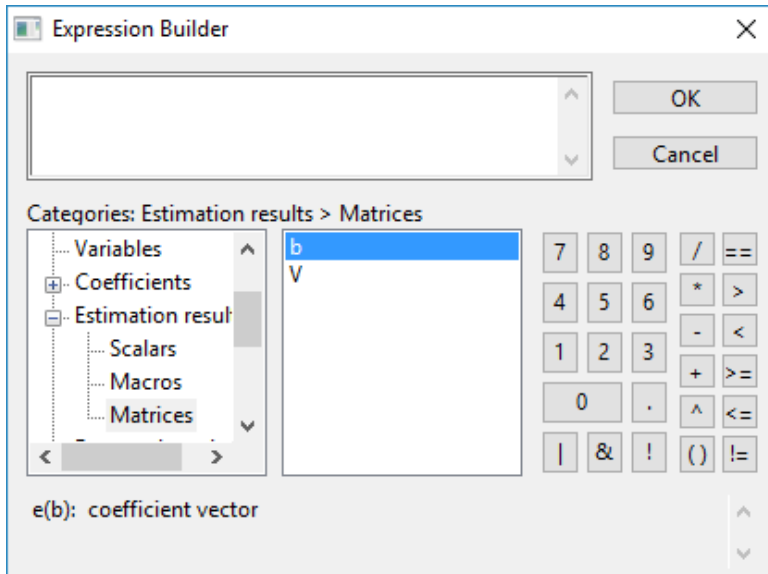 Expression Builder
OK
Cancel
Categories: Estimation results > Matrices
Variables
Coefficients
Estimation result
Scalars
Macros
Matrices
b
V
7 8 9 / ==
4 5 6 * >
1 2 3 - <
0 . + >=
^ <=
| & ! () !=
e(b): coefficient vector